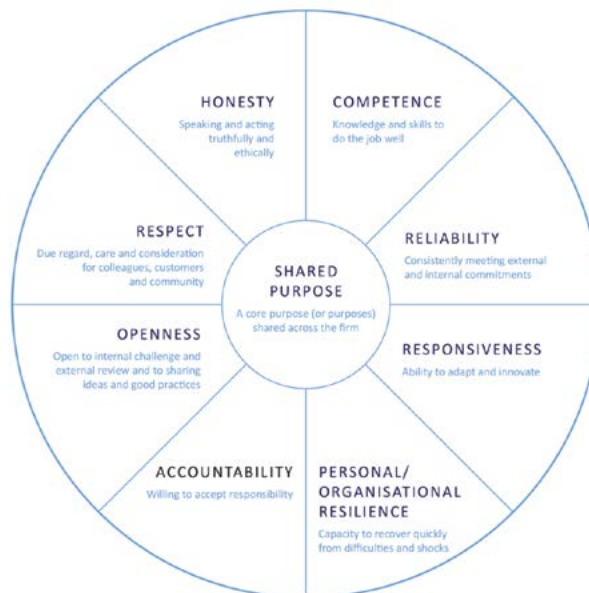 HONESTY
Speaking and acting
truthfully and
ethically
COMPETENCE
Knowledge and skills to
do the job well
RESPECT
Due regard, care and consideration
for colleagues, customers
and community
RELIABILITY
Consistently meeting external
and internal commitments
SHARED
PURPOSE
A core purpose (or purposes)
shared across the firm
OPENNESS
Open to internal challenge and
external review and to sharing
ideas and good practices
RESPONSIVENESS
Ability to adapt and innovate
ACCOUNTABILITY
Willing to accept responsibility
PERSONAL/
ORGANISATIONAL
RESILIENCE
Capacity to recover quickly
from difficulties and shocks